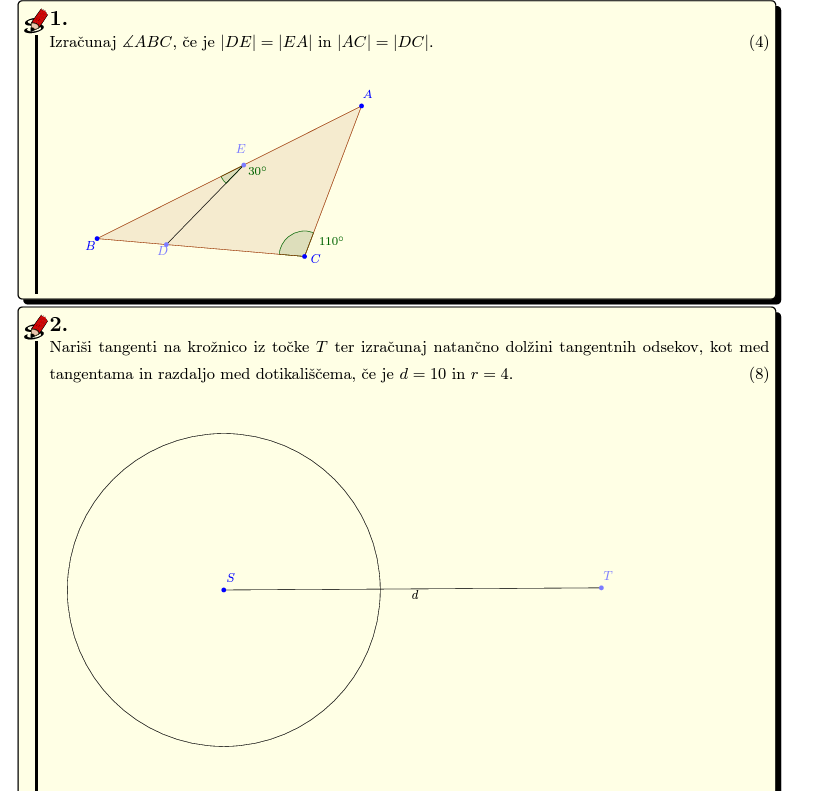 1.
Izračunaj ∡ABC, če je |DE| = |EA| in |AC| = |DC|. (4)
A
E
30°
110°
B
D
C
2.
Nariši tangenti na krožnico iz točke T ter izračunaj natančno dolžini tangentnih odsekov, kot med
tangentama in razdaljo med dotikališčema, če je d = 10 in r = 4. (8)
S
T
d